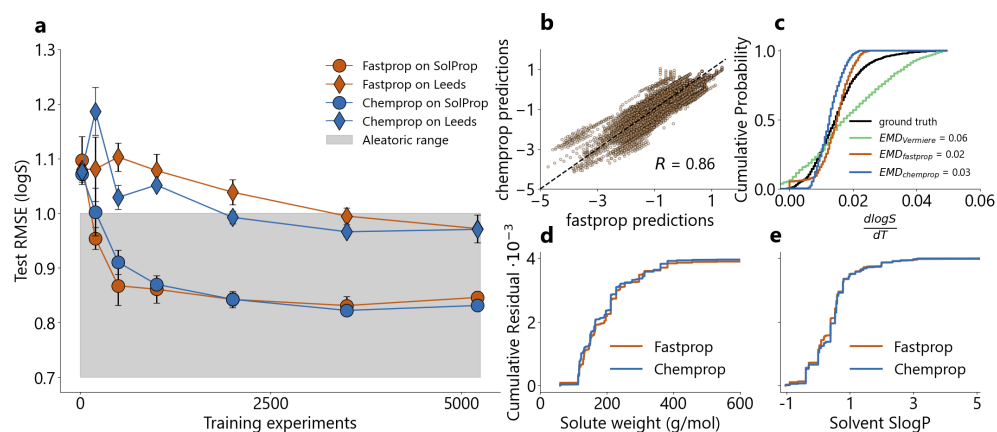 a
1.3
1.2
1.1
1.0
0.9
0.8
0.7
Test RMSE (logS)
0
2500
5000
Training experiments
Fastprop on SolProp
Fastprop on Leeds
Chemprop on SolProp
Chemprop on Leeds
Aleatoric range
b
chemprop predictions
1
−1
−3
−5
−5
−3
−1
1
fastprop predictions
R = 0.86
c
Cumulative Probability
1.0
0.5
0.0
0.00
0.02
0.04
0.06
dlogS
dT
ground truth
EMD_Vermiere = 0.06
EMD_fastprop = 0.02
EMD_chemprop = 0.03
d
Cumulative Residual ·10⁻³
4
2
0
0
200
400
600
Solute weight (g/mol)
Fastprop
Chemprop
e
-1
1
3
5
Solvent SlogP
Fastprop
Chemprop